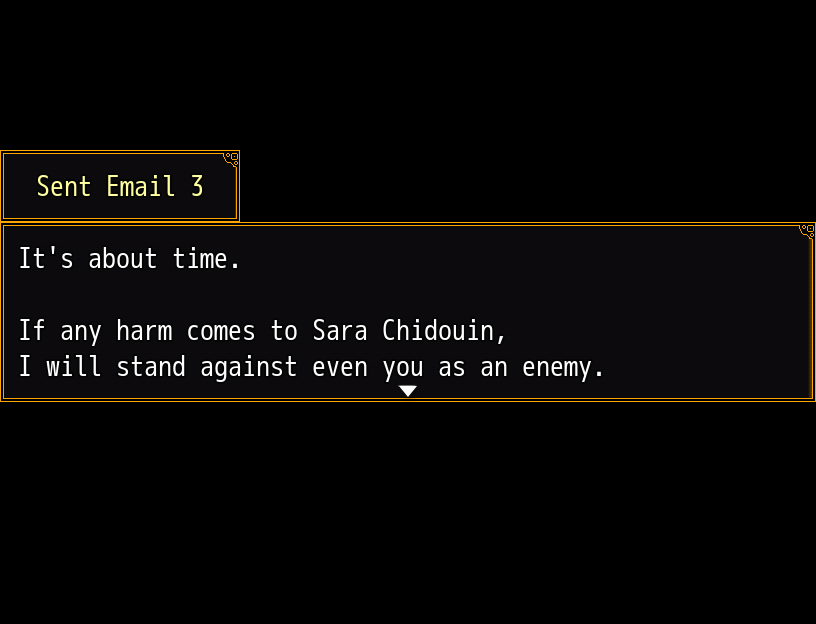 Sent Email 3
It's about time.
If any harm comes to Sara Chidouin,
I will stand against even you as an enemy.